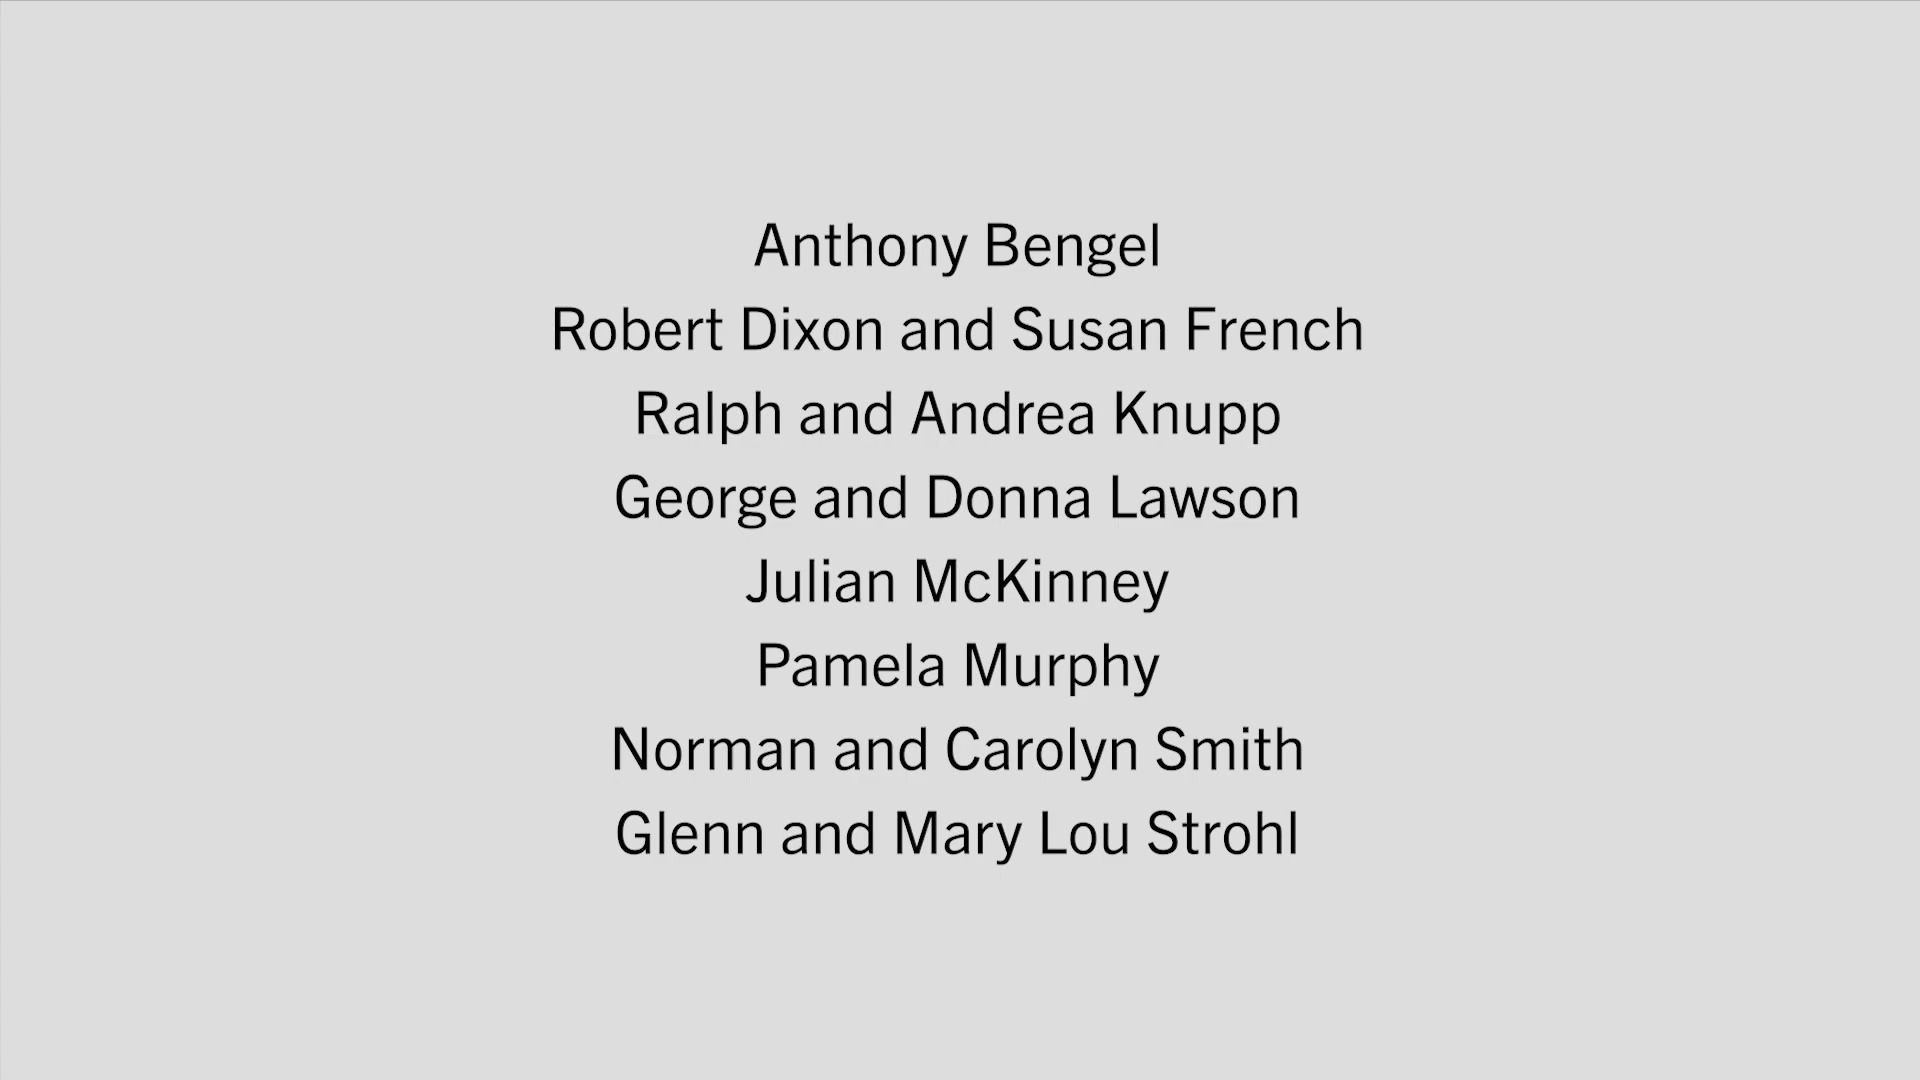 Anthony Bengel
Robert Dixon and Susan French
Ralph and Andrea Knupp
George and Donna Lawson
Julian McKinney
Pamela Murphy
Norman and Carolyn Smith
Glenn and Mary Lou Strohl